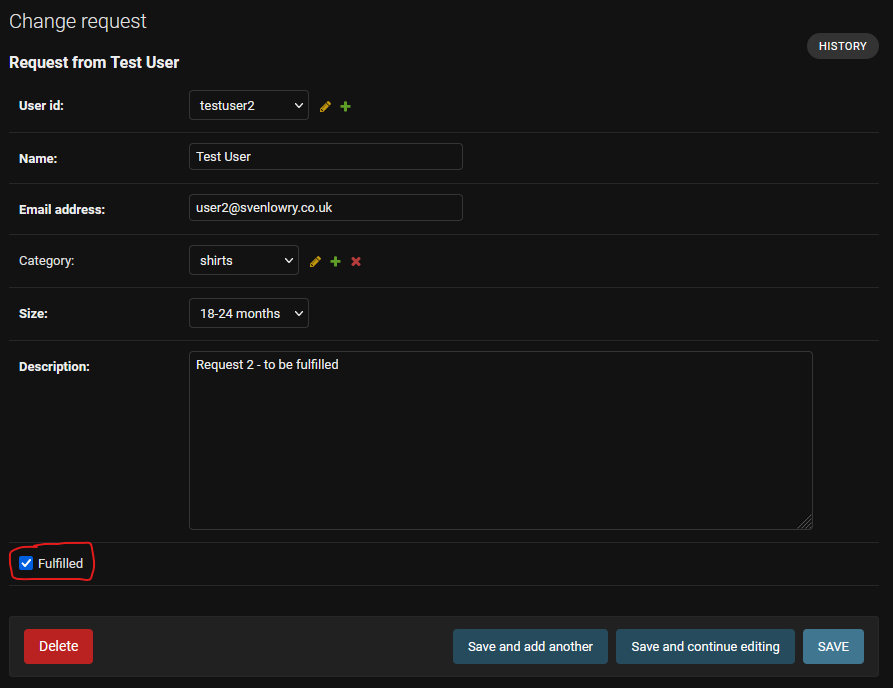 Change request
HISTORY
Request from Test User
User id:
testuser2
Name:
Test User
Email address:
user2@svenlowry.co.uk
Category:
shirts
Size:
18-24 months
Description:
Request 2 - to be fulfilled
Fulfilled
Delete
Save and add another
Save and continue editing
SAVE